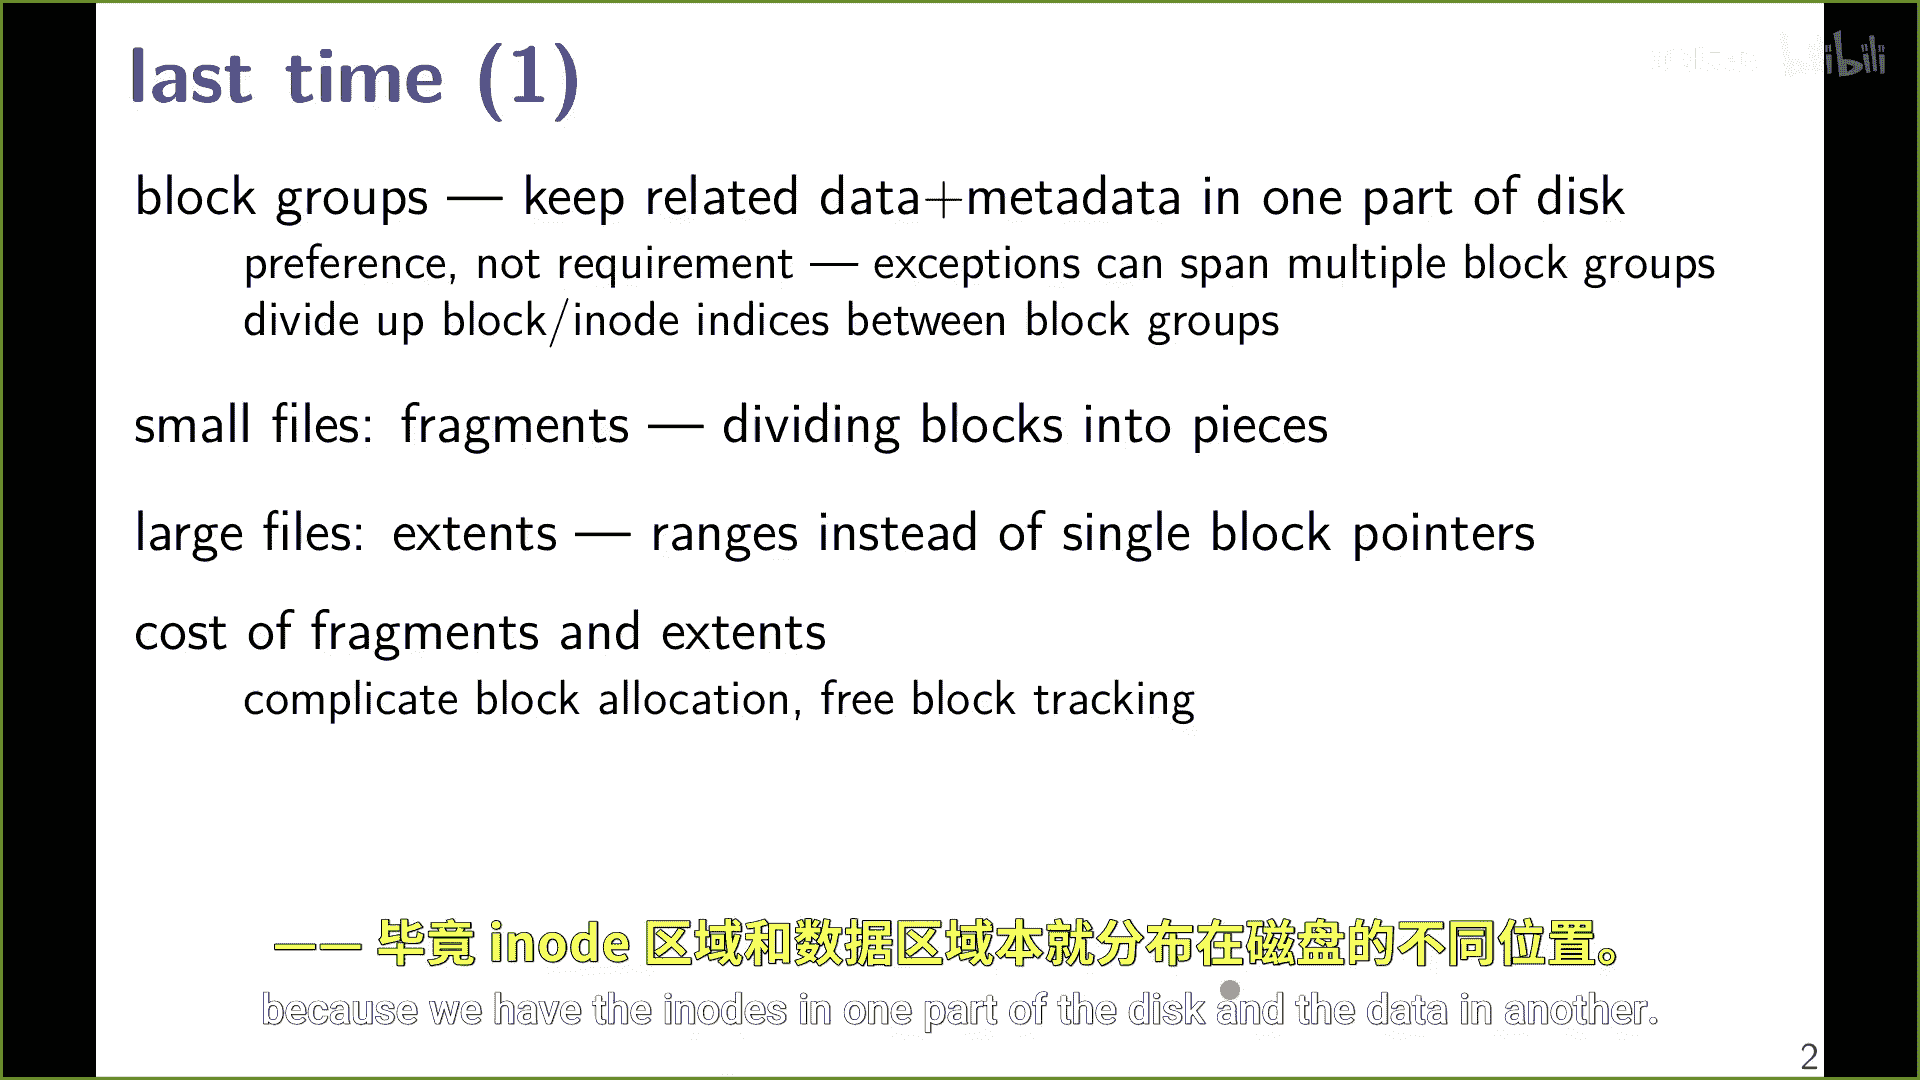 last time (1)
block groups — keep related data+metadata in one part of disk
preference, not requirement — exceptions can span multiple block groups
divide up block/inode indices between block groups
small files: fragments — dividing blocks into pieces
large files: extents — ranges instead of single block pointers
cost of fragments and extents
complicate block allocation, free block tracking
—— 毕竟 inode 区域和数据区域本就分布在磁盘的不同位置。
because we have the inodes in one part of the disk and the data in another.
2
bilibili